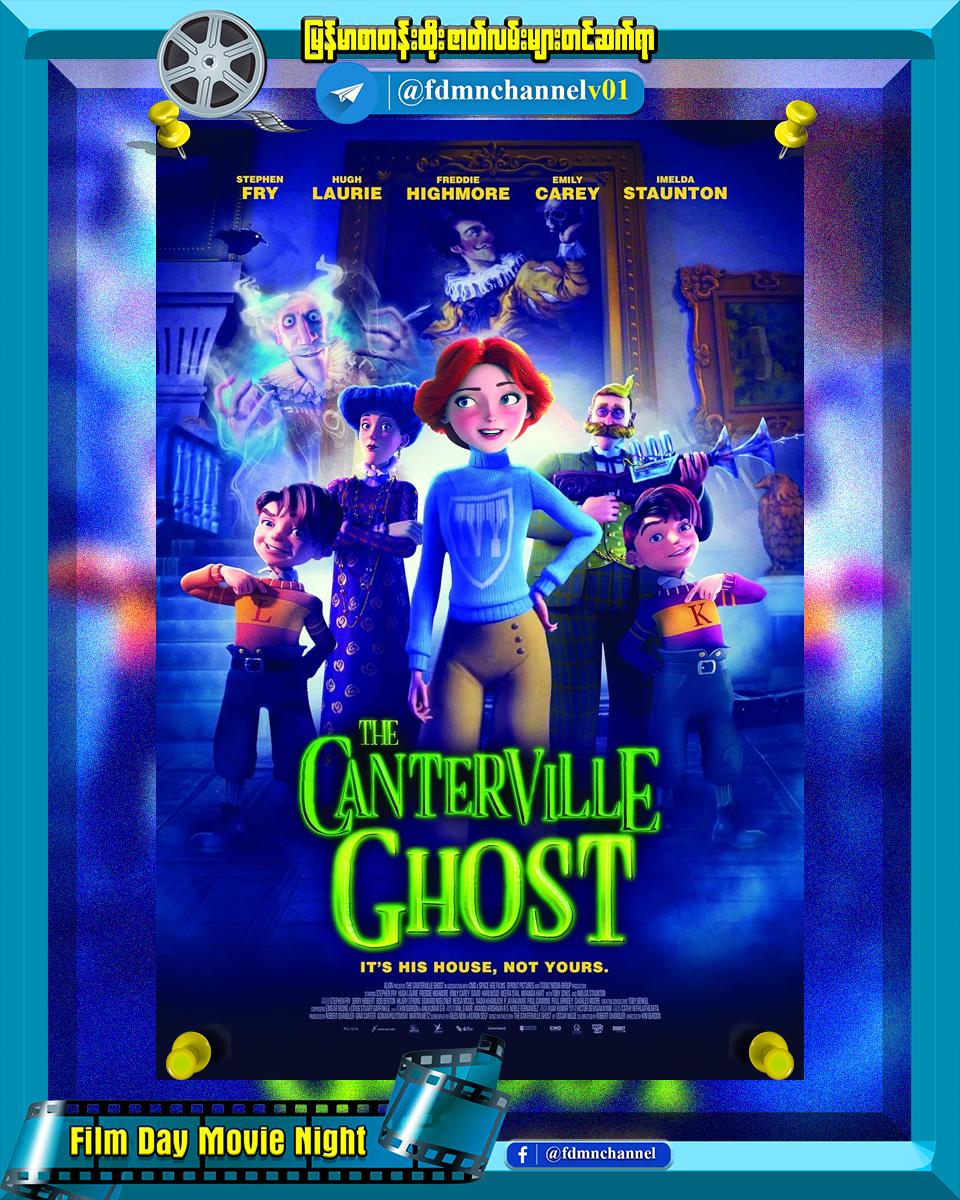 မြန်မာစာတန်းထိုးဇာတ်လမ်းများတင်ဆက်ရာ
@fdmnchannelv01
STEPHEN FRY
HUGH LAURIE
FREDDIE HIGHMORE
EMILY CAREY
IMELDA STAUNTON
L
K
THE
CANTERVILLE
GHOST
IT'S HIS HOUSE, NOT YOURS.
Film Day Movie Night
@fdmnchannel